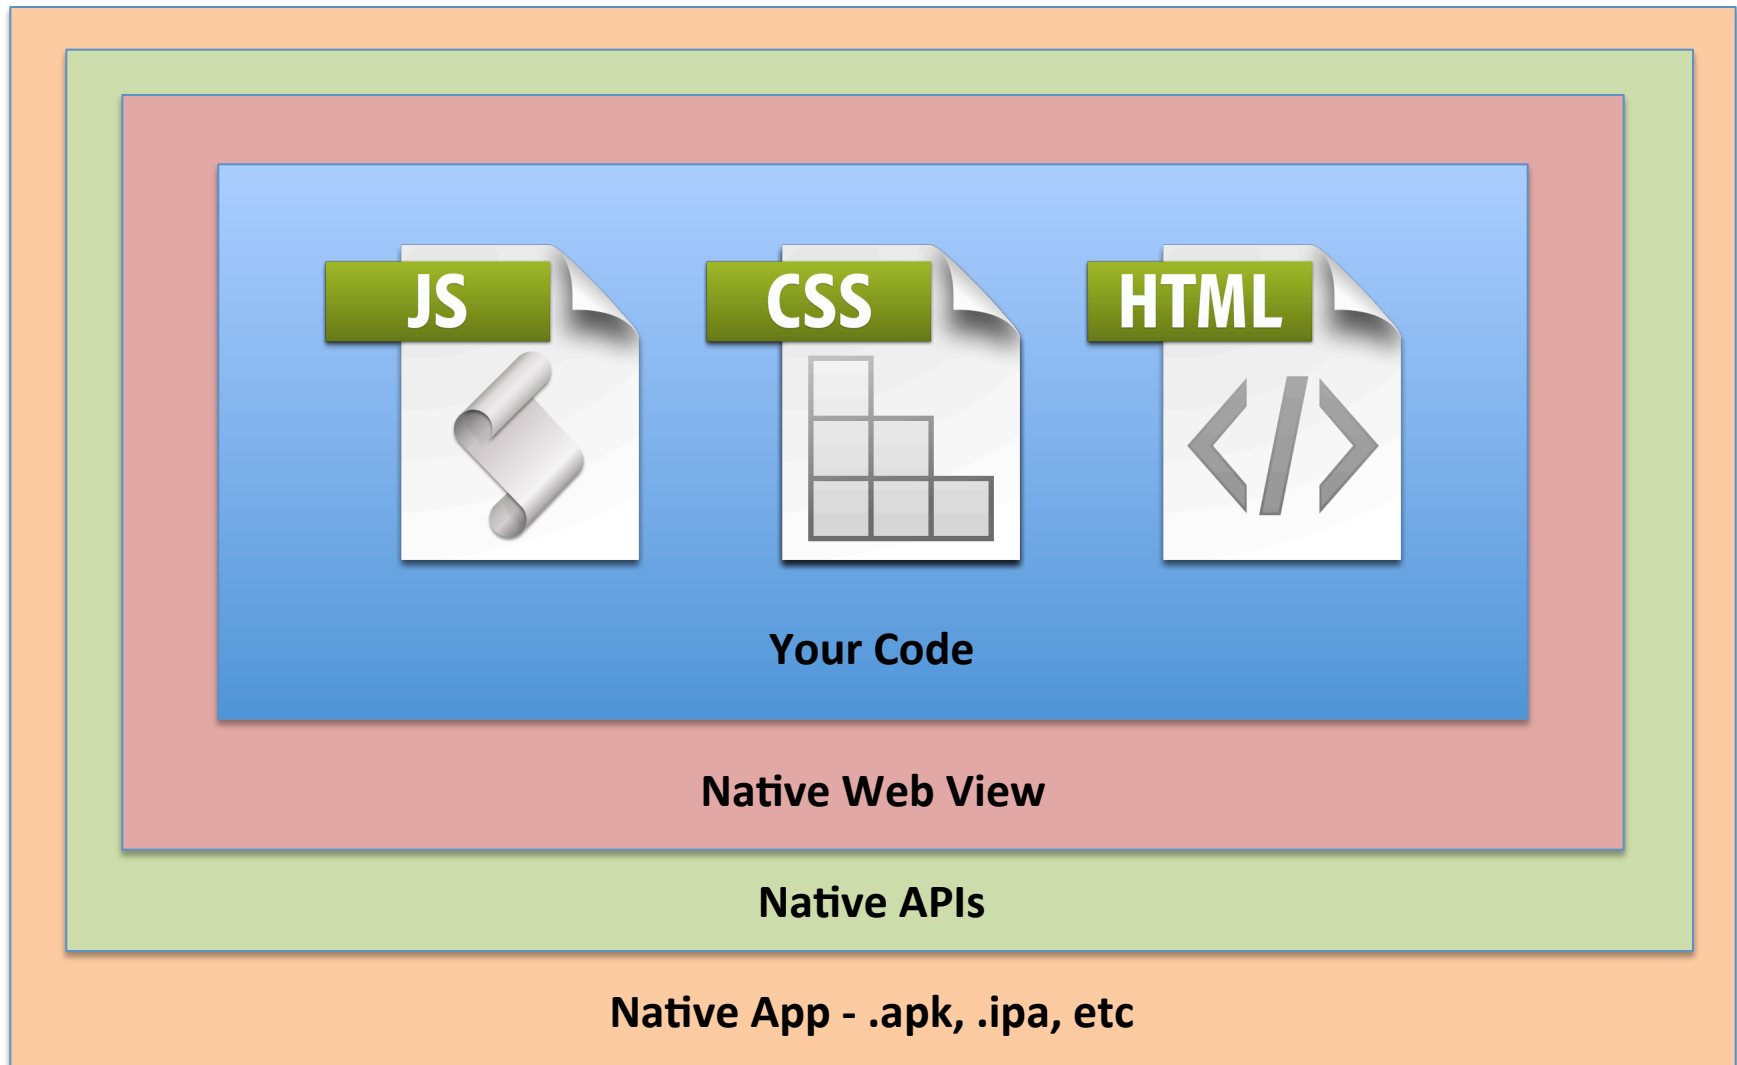 JS CSS HTML
Your Code
Native Web View
Native APIs
Native App - .apk, .ipa, etc